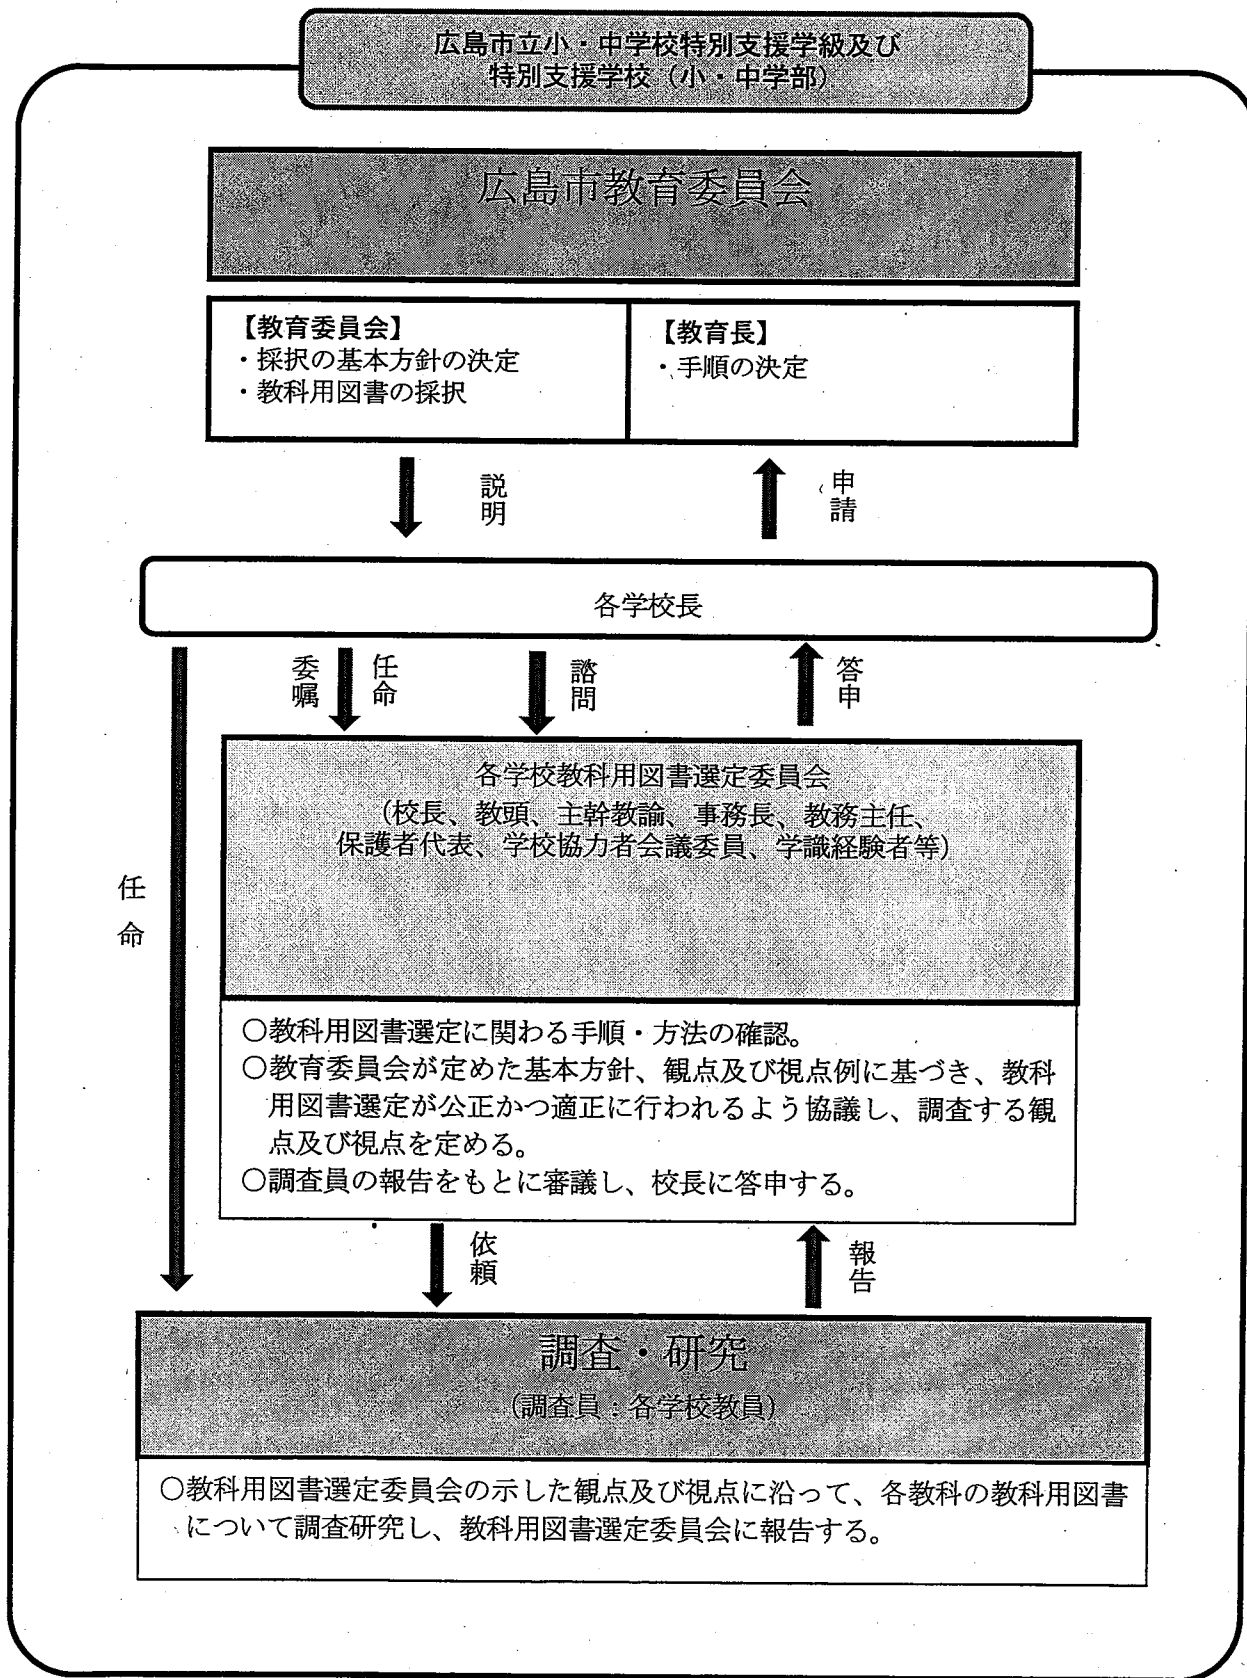 広島市立小・中学校特別支援学級及び
特別支援学校（小・中学部）
広島市教育委員会
【教育委員会】
・採択の基本方針の決定
・教科用図書の採択
【教育長】
・手順の決定
説明
申請
各学校長
委嘱
任命
諮問
答申
任命
各学校教科用図書選定委員会
（校長、教頭、主幹教諭、事務長、教務主任、
保護者代表、学校協力者会議委員、学識経験者等）
○教科用図書選定に関わる手順・方法の確認。
○教育委員会が定めた基本方針、観点及び視点例に基づき、教科
用図書選定が公正かつ適正に行われるよう協議し、調査する観
点及び視点を定める。
○調査員の報告をもとに審議し、校長に答申する。
依頼
報告
調査・研究
（調査員：各学校教員）
○教科用図書選定委員会の示した観点及び視点に沿って、各教科の教科用図書
について調査研究し、教科用図書選定委員会に報告する。